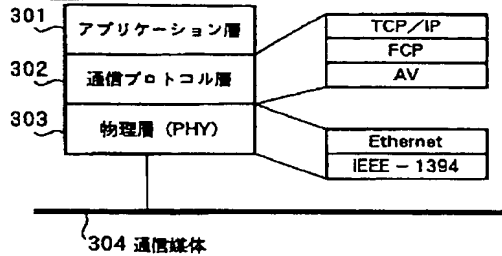 301
アプリケーション層
302
通信プロトコル層
303
物理層（PHY）
TCP／IP
FCP
AV
Ethernet
IEEE－1394
304 通信媒体